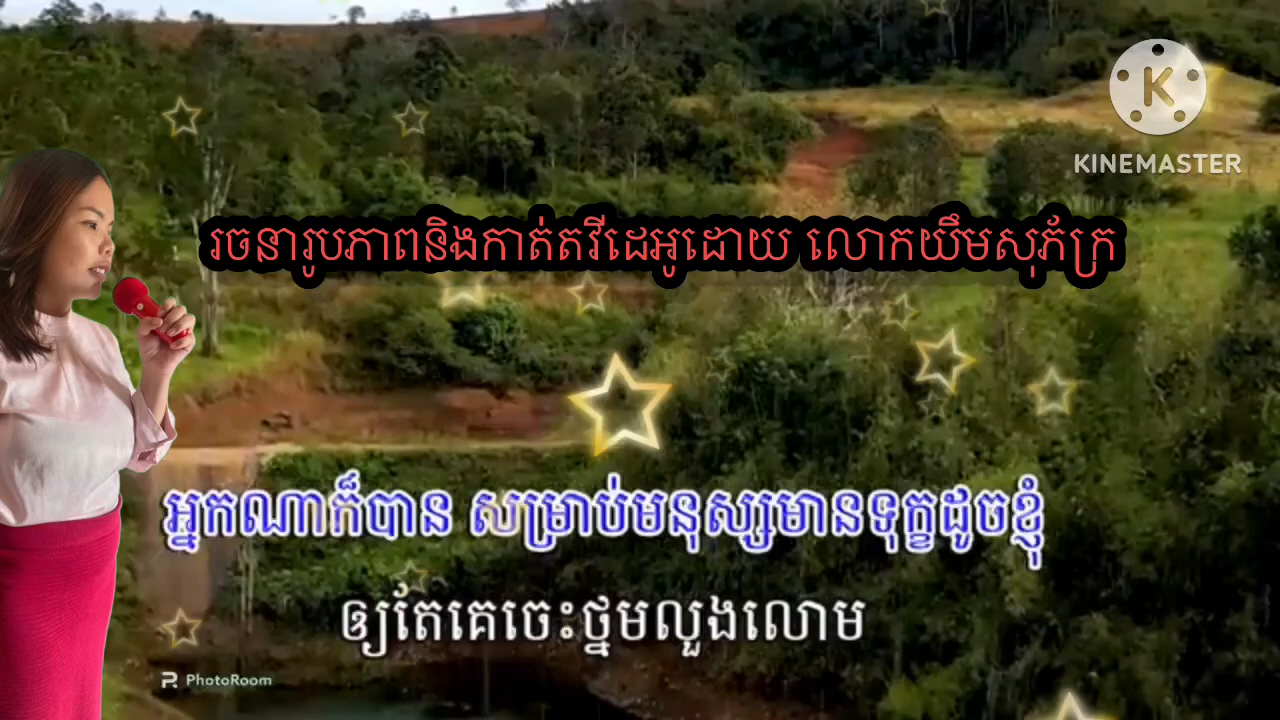 KINEMASTER
រចនារូបភាពនិងកាត់តវីដេអូដោយ លោកយឹមសុភ័ក្រ
អ្នកណាក៏បាន សម្រាប់មនុស្សមានទុក្ខដូចខ្ញុំ
ឲ្យតែគេចេះថ្នមលួងលោម
PhotoRoom